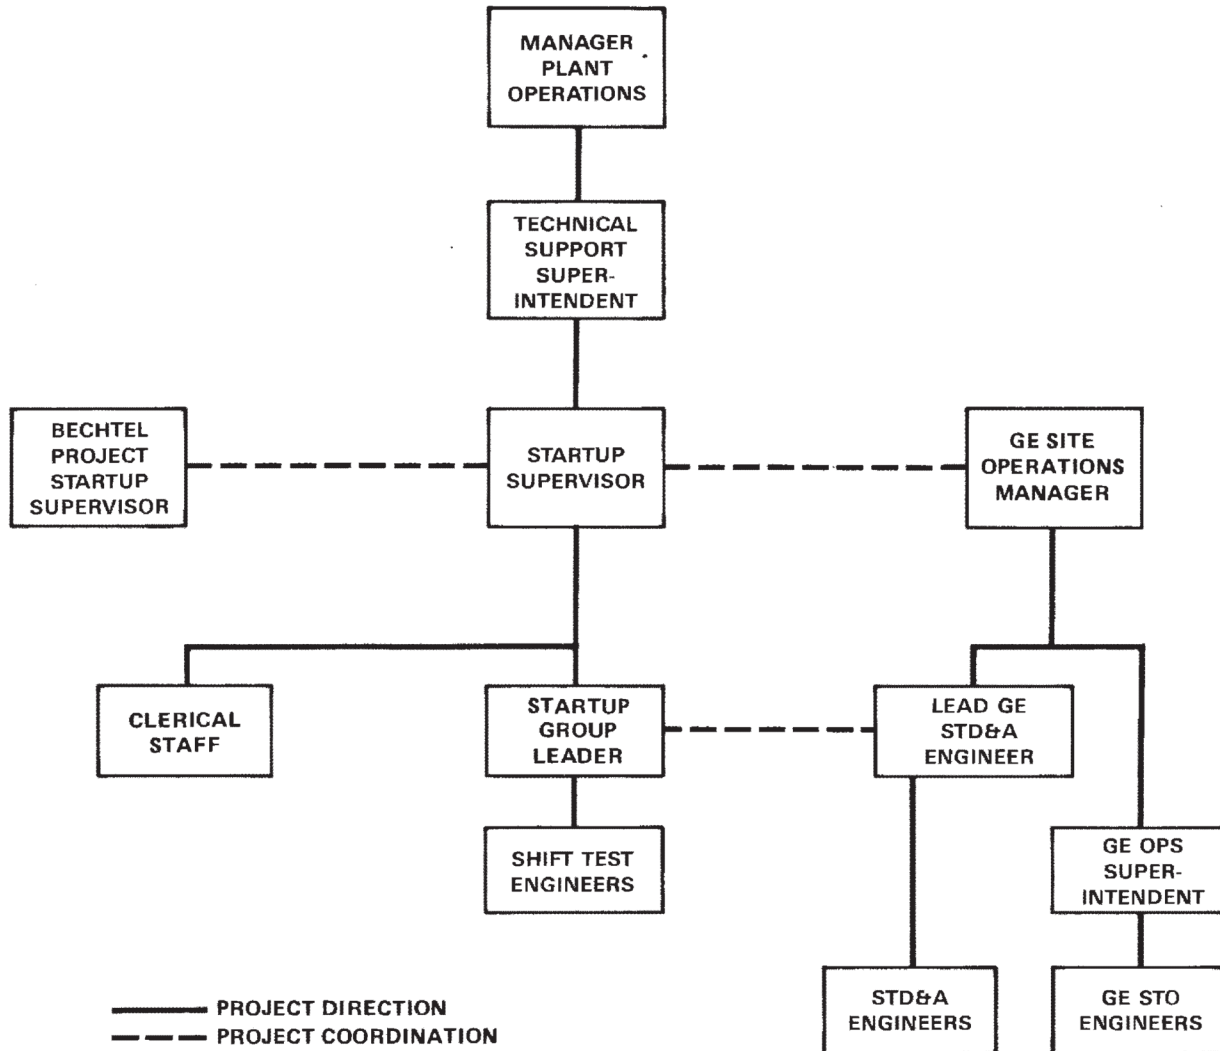 MANAGER
PLANT
OPERATIONS
TECHNICAL
SUPPORT
SUPER-
INTENDENT
BECHTEL
PROJECT
STARTUP
SUPERVISOR
STARTUP
SUPERVISOR
GE SITE
OPERATIONS
MANAGER
CLERICAL
STAFF
STARTUP
GROUP
LEADER
LEAD GE
STD&A
ENGINEER
SHIFT TEST
ENGINEERS
GE OPS
SUPER-
INTENDENT
STD&A
ENGINEERS
GE STO
ENGINEERS
PROJECT DIRECTION
PROJECT COORDINATION